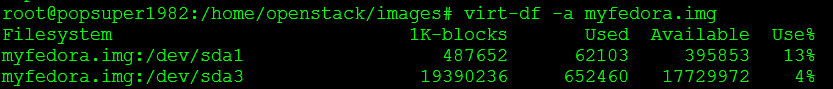 root@popsuper1982:/home/openstack/images# virt-df -a myfedora.img
Filesystem 1K-blocks Used Available Use%
myfedora.img:/dev/sda1 487652 62103 395853 13%
myfedora.img:/dev/sda3 19390236 652460 17729972 4%